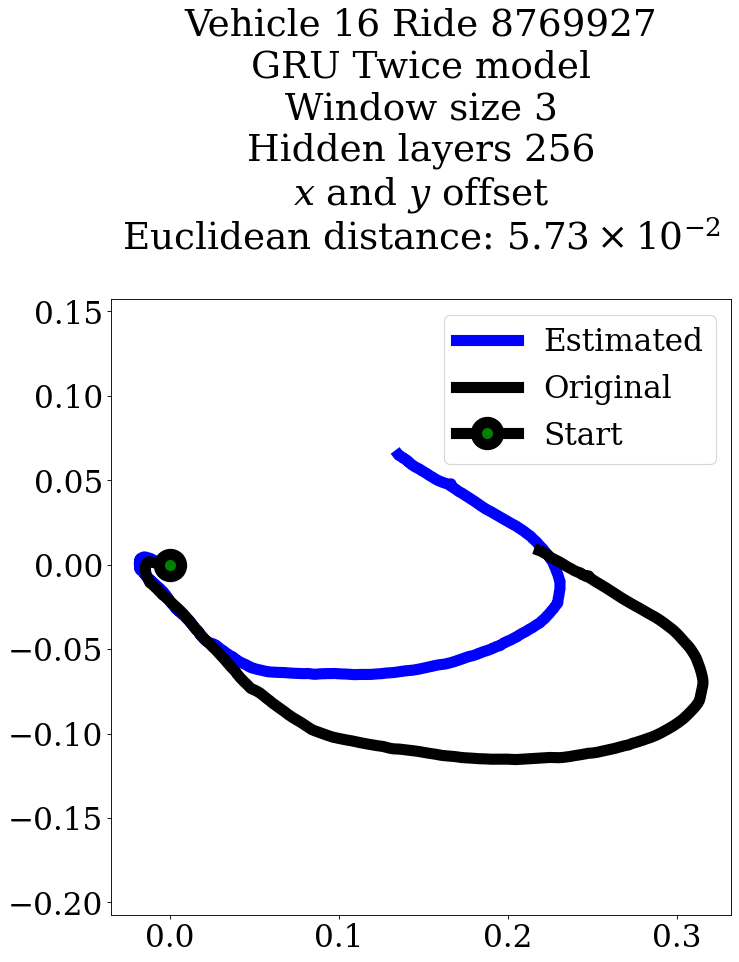 Vehicle 16 Ride 8769927
GRU Twice model
Window size 3
Hidden layers 256
x and y offset
Euclidean distance: 5.73 × 10⁻²
0.15
0.10
0.05
0.00
−0.05
−0.10
−0.15
−0.20
Estimated
Original
Start
0.0 0.1 0.2 0.3